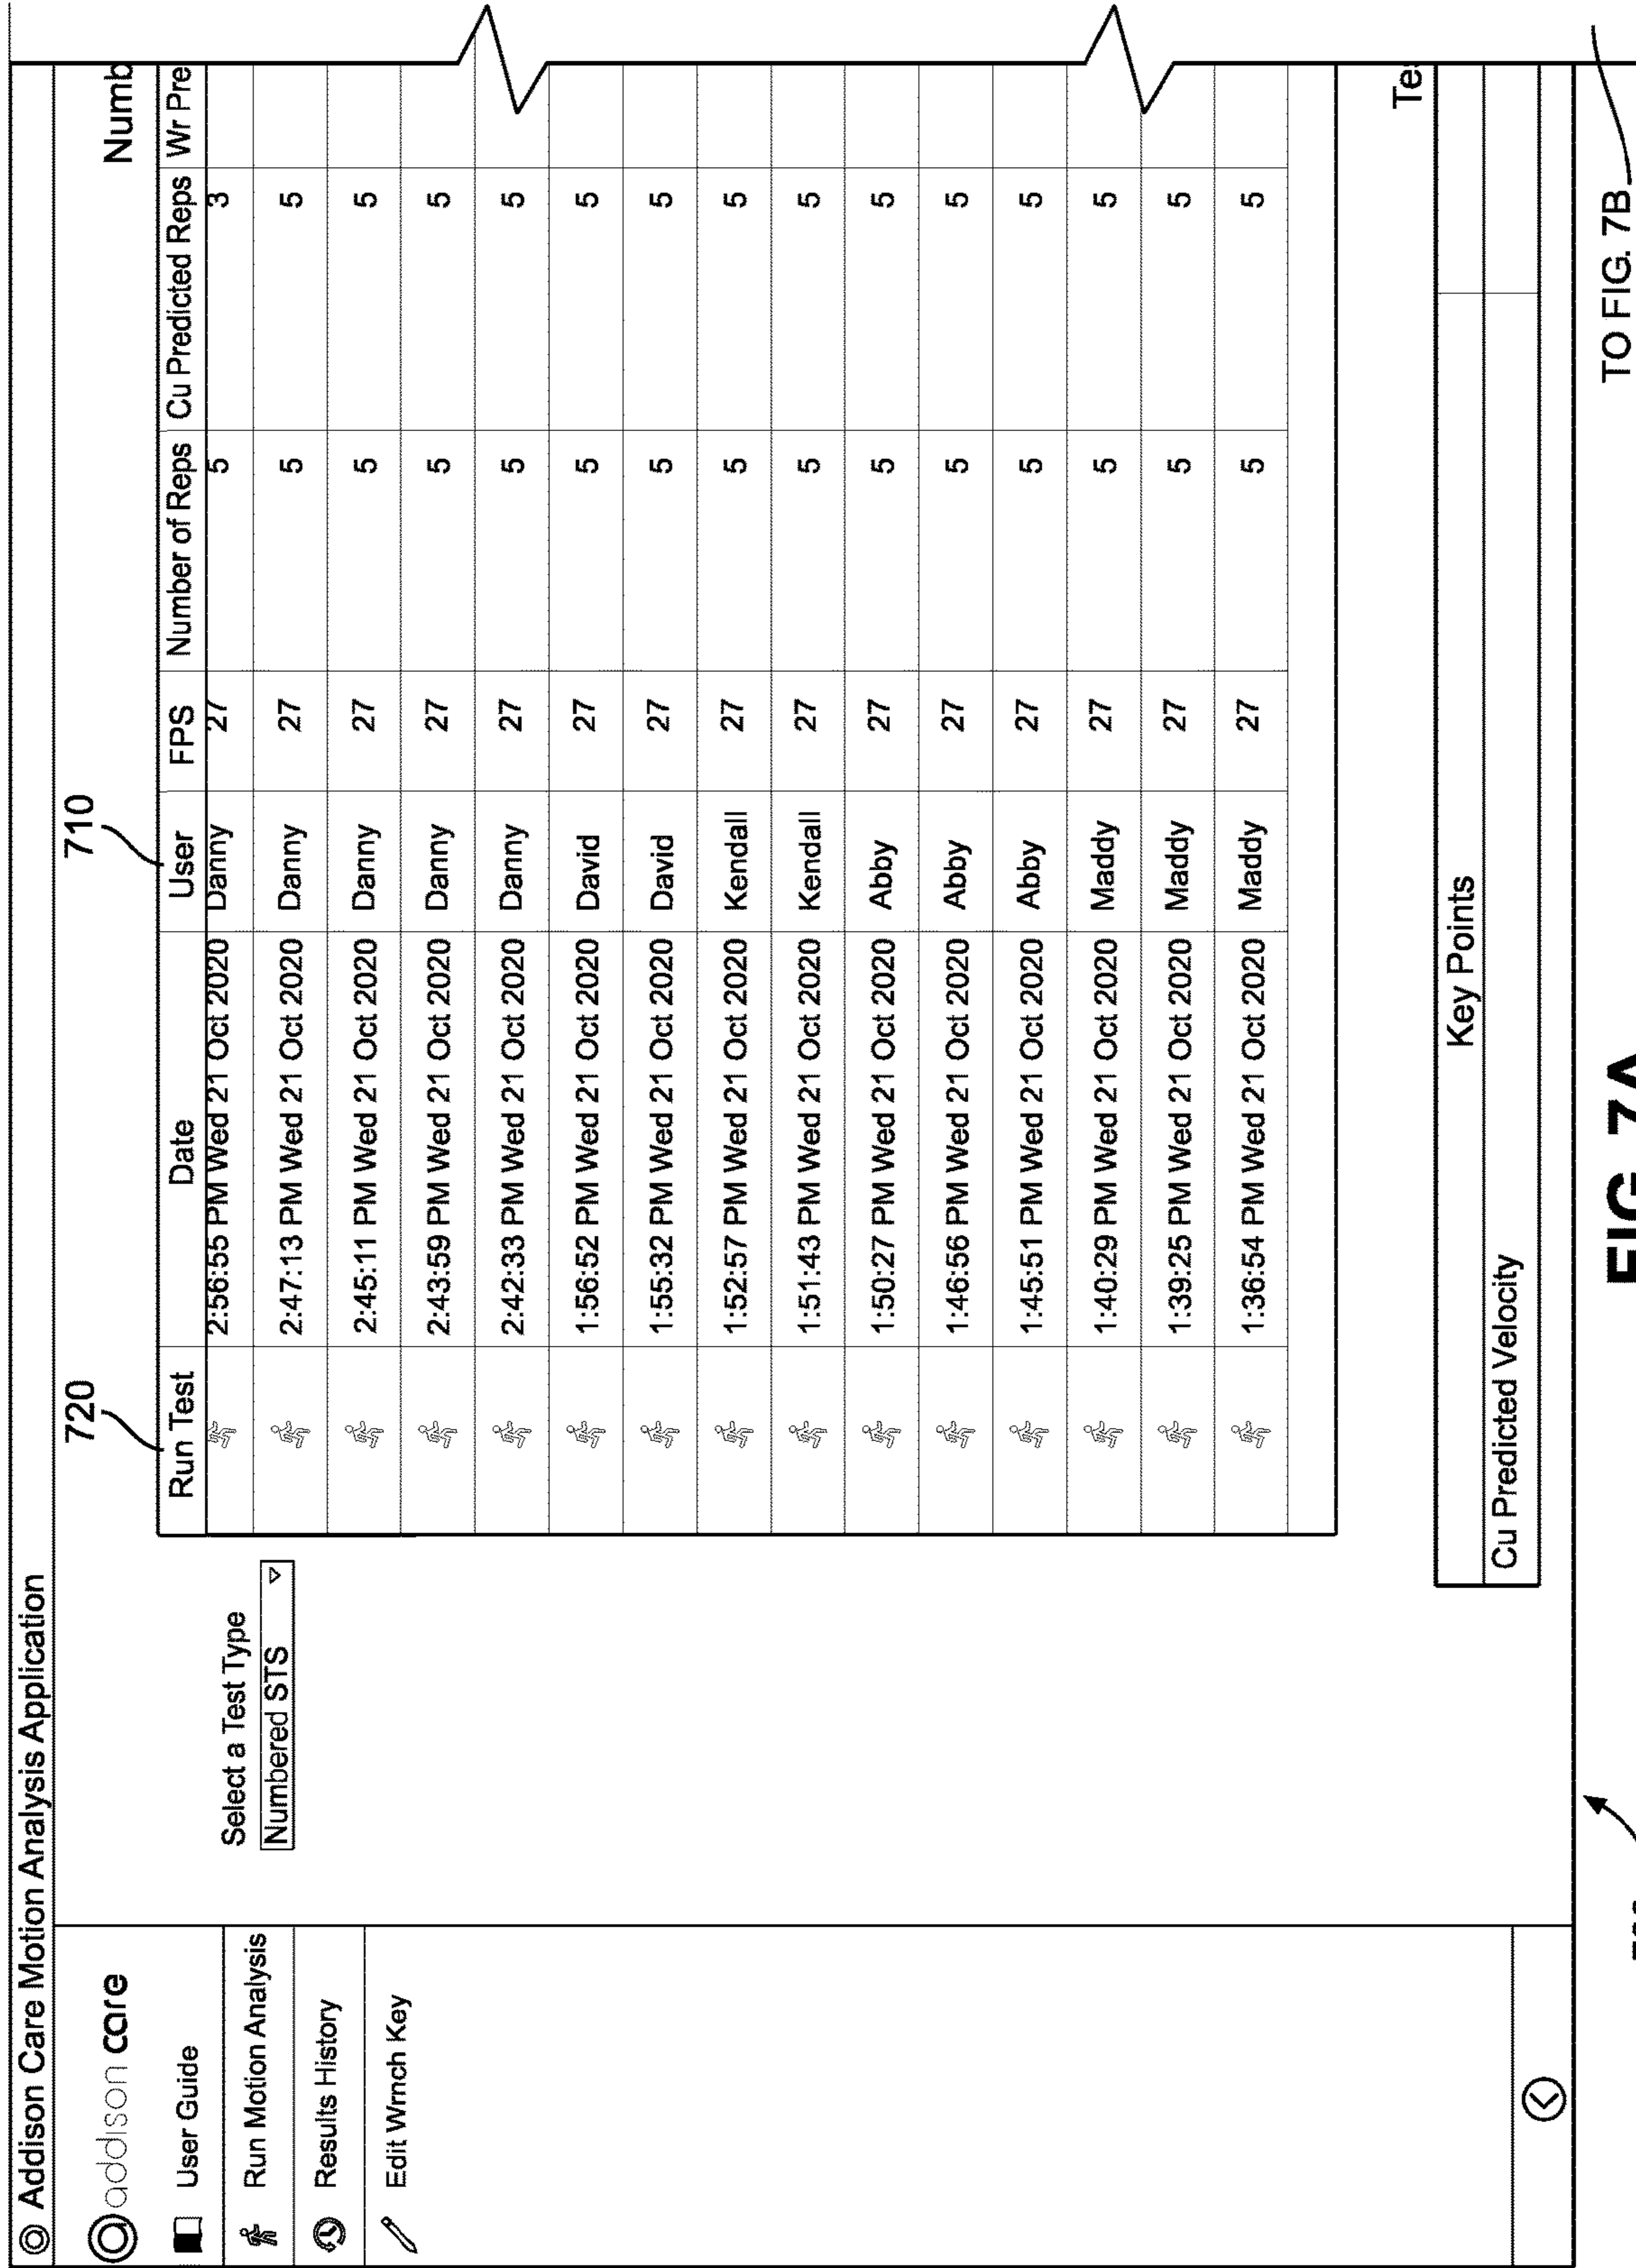 Addison Care Motion Analysis Application
addison care
User Guide
Run Motion Analysis
Results History
Edit Wrnch Key
Select a Test Type
Numbered STS
720
710
Numb
Run Test Date User FPS Number of Reps Cu Predicted Reps Wr Pre
2:56:55 PM Wed 21 Oct 2020 Danny 27 5 3
2:47:13 PM Wed 21 Oct 2020 Danny 27 5 5
2:45:11 PM Wed 21 Oct 2020 Danny 27 5 5
2:43:59 PM Wed 21 Oct 2020 Danny 27 5 5
2:42:33 PM Wed 21 Oct 2020 Danny 27 5 5
1:56:52 PM Wed 21 Oct 2020 David 27 5 5
1:55:32 PM Wed 21 Oct 2020 David 27 5 5
1:52:57 PM Wed 21 Oct 2020 Kendall 27 5 5
1:51:43 PM Wed 21 Oct 2020 Kendall 27 5 5
1:50:27 PM Wed 21 Oct 2020 Abby 27 5 5
1:46:56 PM Wed 21 Oct 2020 Abby 27 5 5
1:45:51 PM Wed 21 Oct 2020 Abby 27 5 5
1:40:29 PM Wed 21 Oct 2020 Maddy 27 5 5
1:39:25 PM Wed 21 Oct 2020 Maddy 27 5 5
1:36:54 PM Wed 21 Oct 2020 Maddy 27 5 5
Te
Key Points
Cu Predicted Velocity
TO FIG. 7B
FIG. 7A